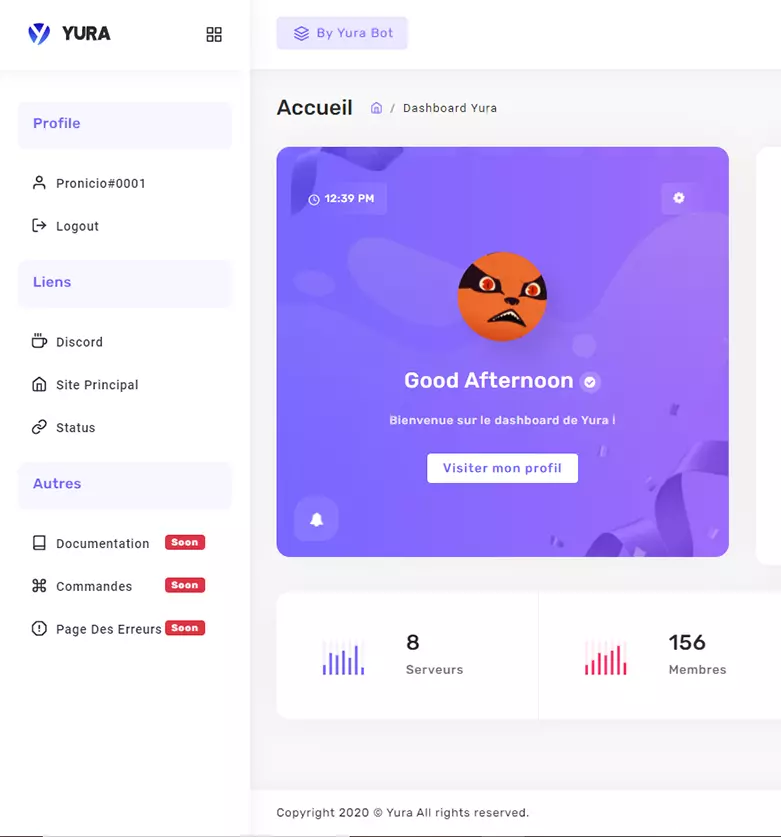 YURA
By Yura Bot
Profile
Pronicio#0001
Logout
Liens
Discord
Site Principal
Status
Autres
Documentation Soon
Commandes Soon
Page Des Erreurs Soon
Accueil / Dashboard Yura
12:39 PM
Good Afternoon
Bienvenue sur le dashboard de Yura !
Visiter mon profil
8
Serveurs
156
Membres
Copyright 2020 © Yura All rights reserved.